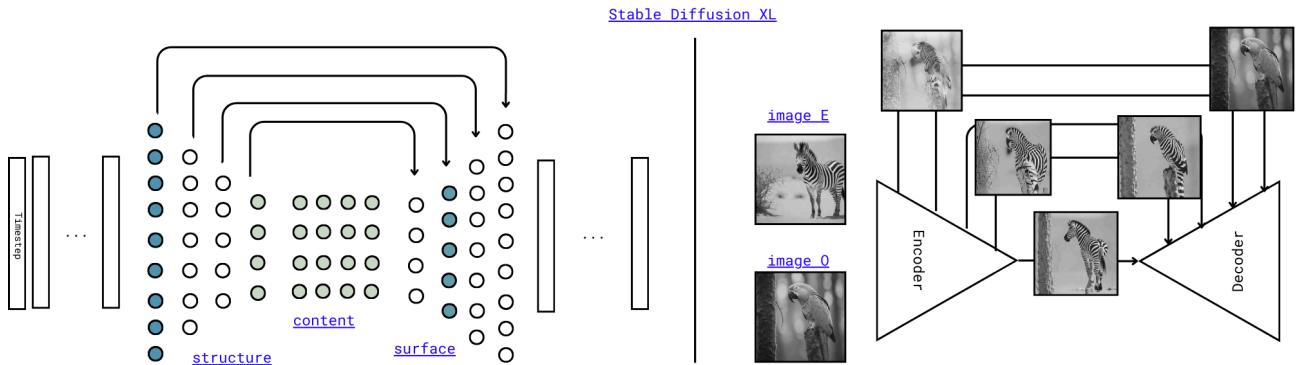 Stable Diffusion XL
Timestep
...
content
structure
surface
...
image E
image O
Encoder
Decoder